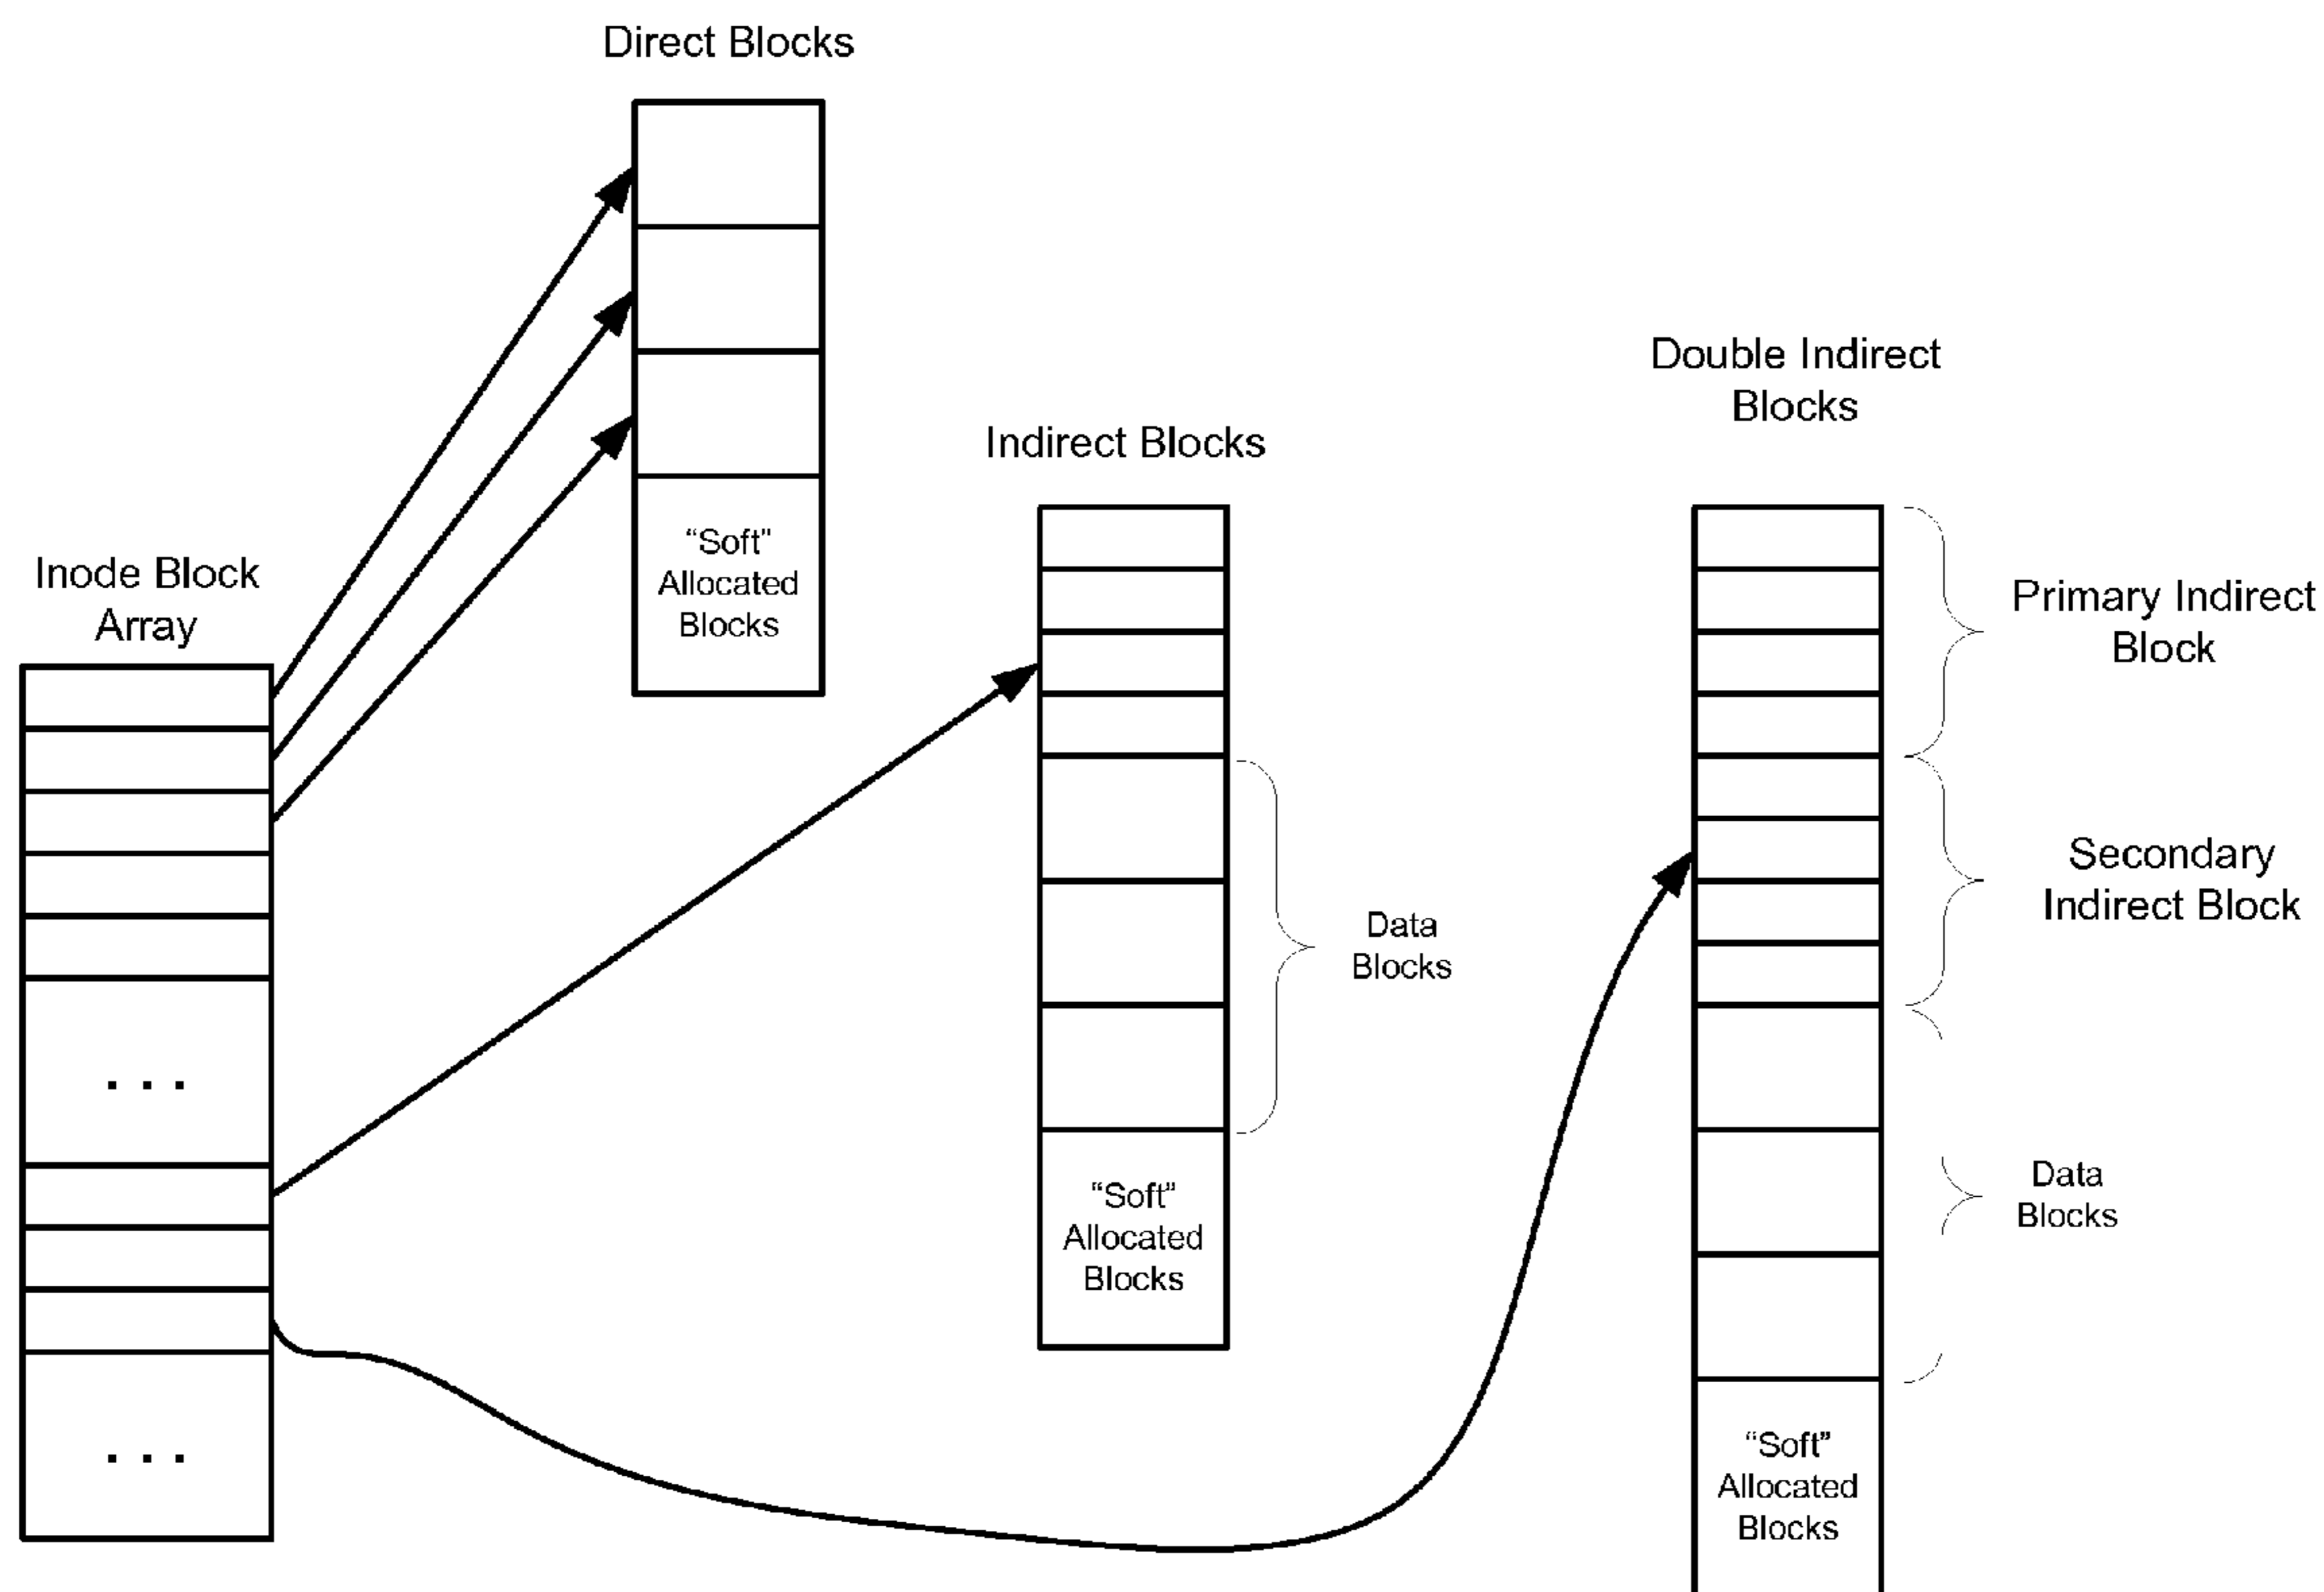 Direct Blocks
"Soft"
Allocated
Blocks
Inode Block
Array
. . .
. . .
Indirect Blocks
Data
Blocks
"Soft"
Allocated
Blocks
Double Indirect
Blocks
Primary Indirect
Block
Secondary
Indirect Block
Data
Blocks
"Soft"
Allocated
Blocks